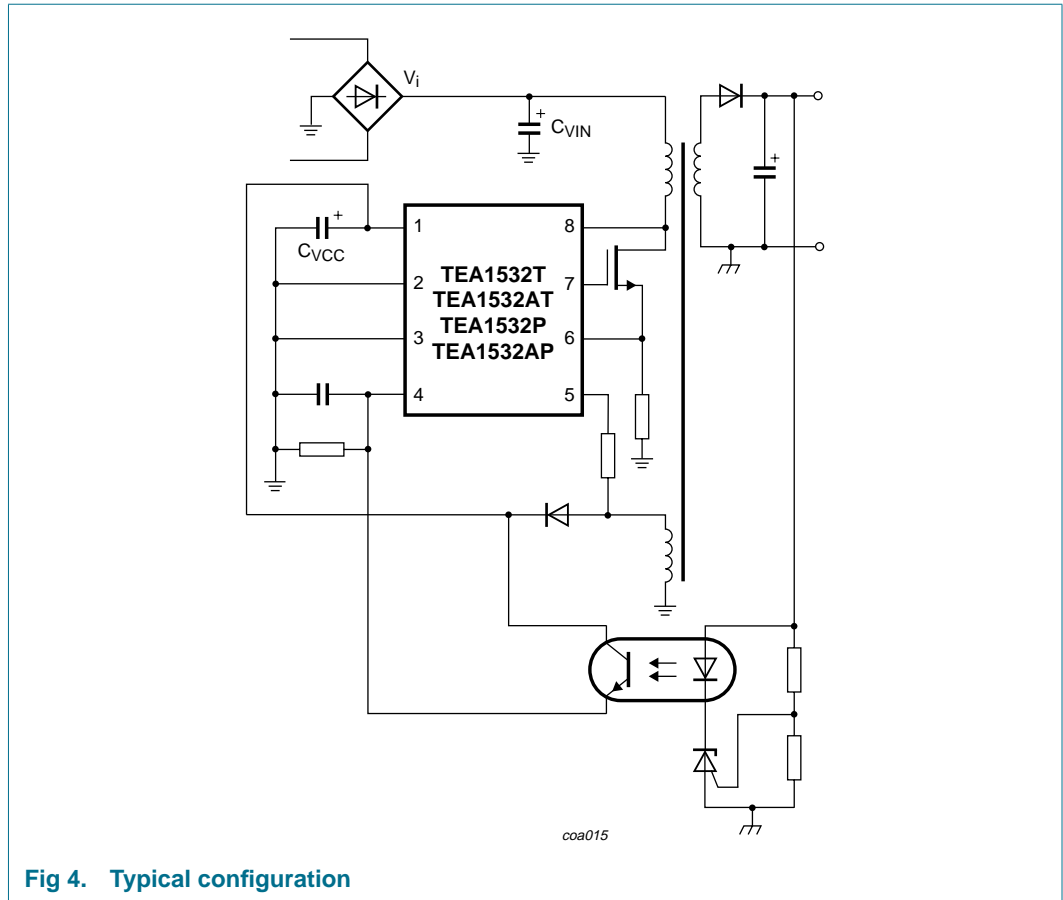 Vi
+
CVIN
+
+
CVCC
1
8
2
7
3
6
4
5
TEA1532T
TEA1532AT
TEA1532P
TEA1532AP
coa015
Fig 4. Typical configuration